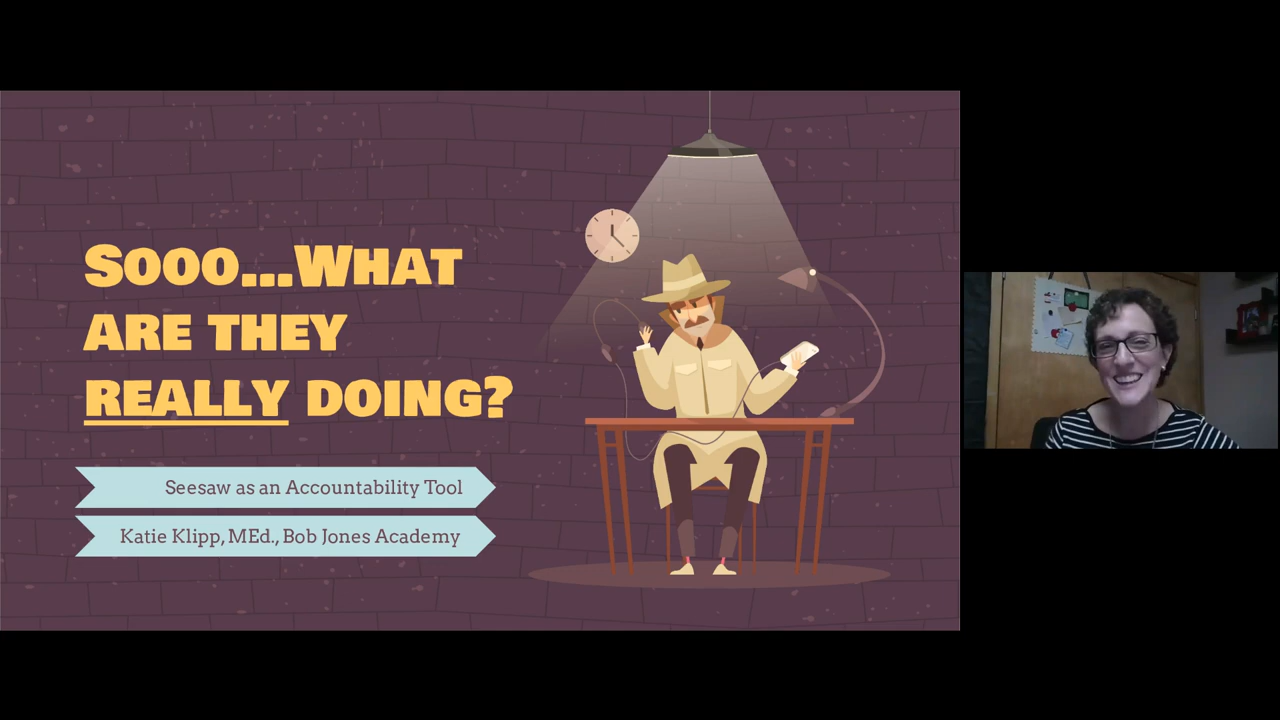 Sooo...What
are they
really doing?
Seesaw as an Accountability Tool
Katie Klipp, MEd., Bob Jones Academy